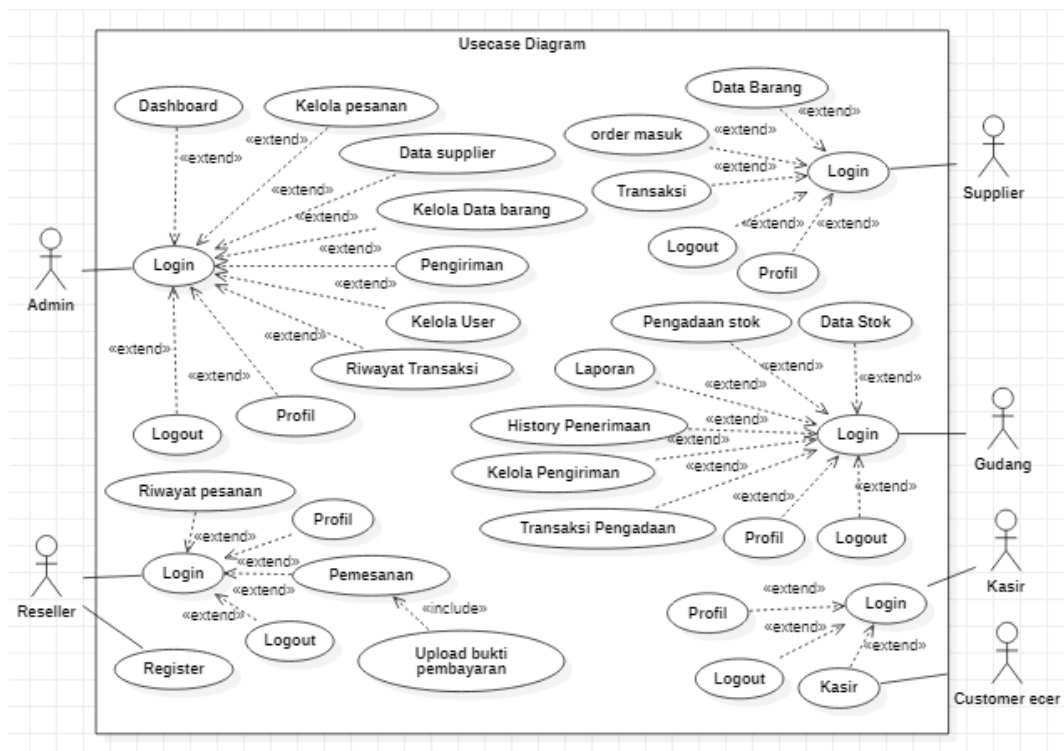 Usecase Diagram
Dashboard
Kelola pesanan
«extend»
«extend»
Data supplier
«extend»
Kelola Data barang
«extend»
«extend»
Pengiriman
«extend»
Kelola User
«extend»
Riwayat Transaksi
«extend»
Profil
«extend»
Logout
Login
Admin
Data Barang
«extend»
order masuk
«extend»
Transaksi
«extend»
Logout
«extend»
Profil
«extend»
Login
Supplier
Pengadaan stok
Data Stok
«extend»
«extend»
Laporan
«extend»
History Penerimaan
«extend»
Kelola Pengiriman
«extend»
Transaksi Pengadaan
«extend»
Profil
«extend»
Logout
«extend»
Login
Gudang
Riwayat pesanan
«extend»
Profil
«extend»
Pemesanan
«extend»
Logout
«extend»
Login
«include»
Upload bukti
pembayaran
Register
Reseller
Profil
«extend»
Logout
«extend»
Kasir
«extend»
Login
Kasir
Customer ecer